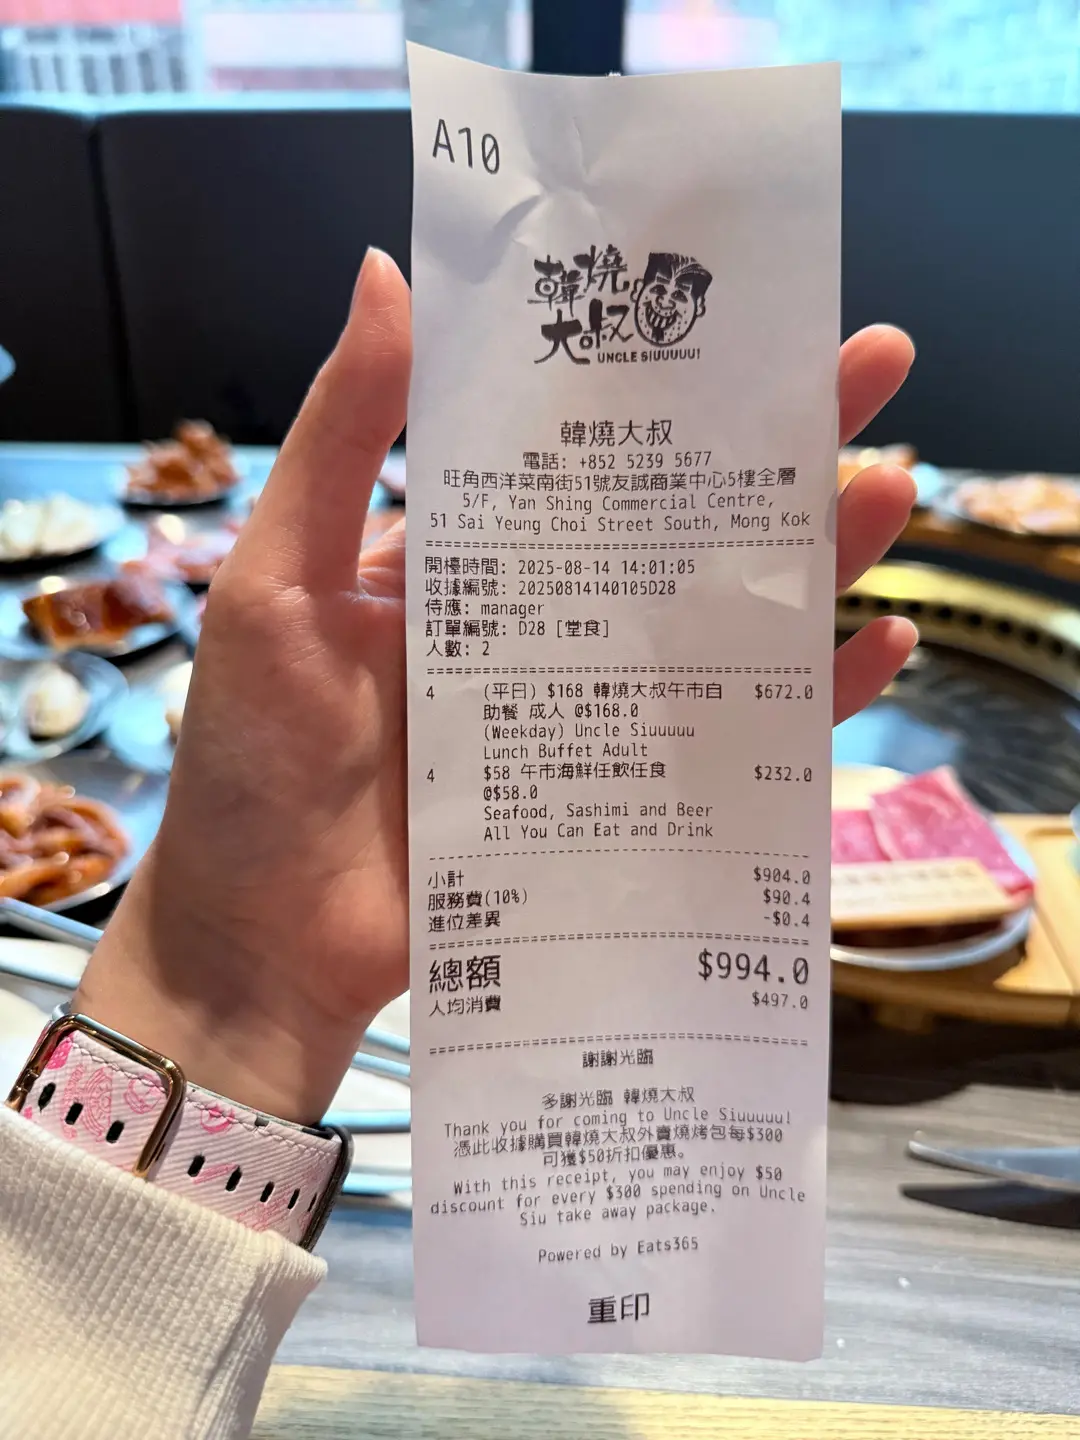 A10
韓燒
大叔
UNCLE SIUUUUU!
韓燒大叔
電話: +852 5239 5677
旺角西洋菜南街51號友誠商業中心5樓全層
5/F, Yan Shing Commercial Centre,
51 Sai Yeung Choi Street South, Mong Kok
開檯時間: 2025-08-14 14:01:05
收據編號: 20250814140105D28
侍應: manager
訂單編號: D28 [堂食]
人數: 2
4 (平日) $168 韓燒大叔午市自 $672.0
助餐 成人 @$168.0
(Weekday) Uncle Siuuuuu
Lunch Buffet Adult
4 $58 午市海鮮任飲任食 $232.0
@$58.0
Seafood, Sashimi and Beer
All You Can Eat and Drink
小計 $904.0
服務費(10%) $90.4
進位差異 -$0.4
總額 $994.0
人均消費 $497.0
謝謝光臨
多謝光臨 韓燒大叔
Thank you for coming to Uncle Siuuuuu!
憑此收據購買韓燒大叔外賣燒烤包每$300
可獲$50折扣優惠。
With this receipt, you may enjoy $50
discount for every $300 spending on Uncle
Siu take away package.
Powered by Eats365
重印